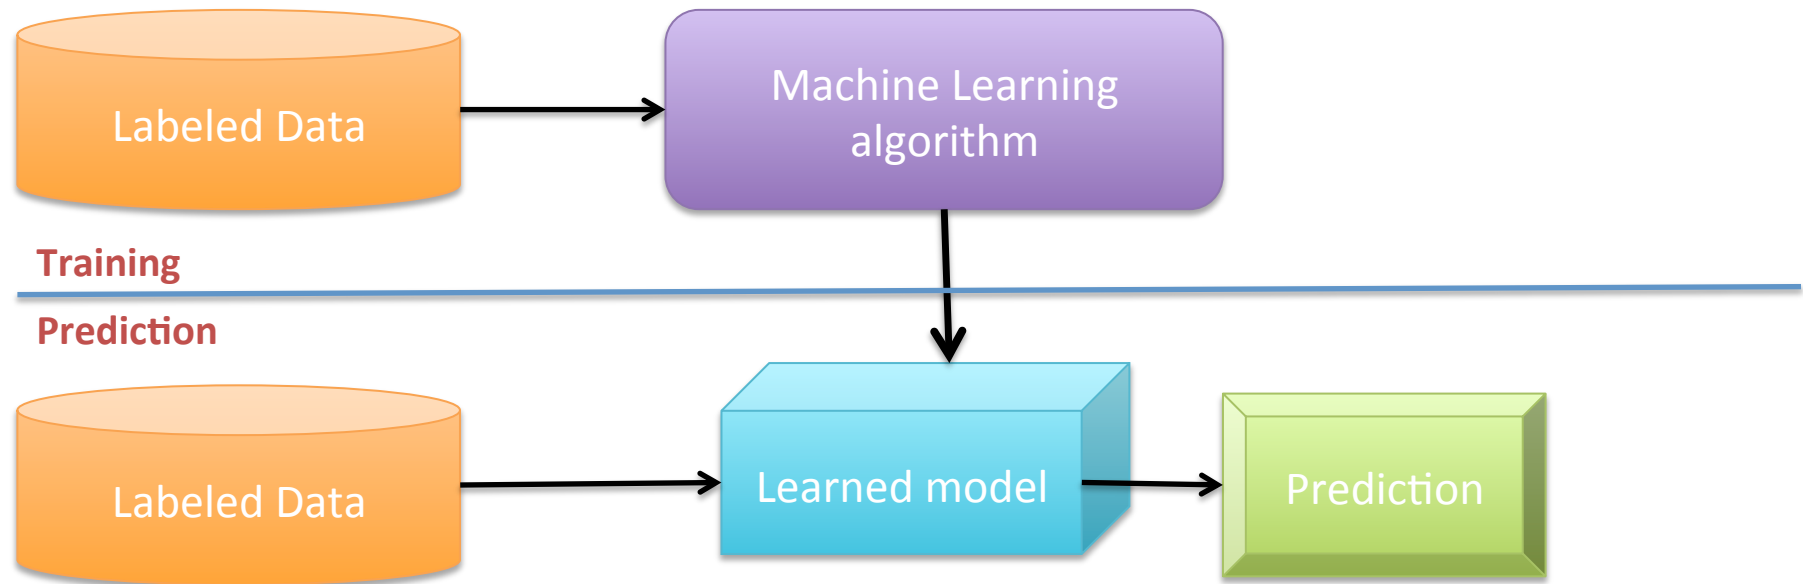 Labeled Data
Machine Learning
algorithm
Training
Prediction
Labeled Data
Learned model
Prediction